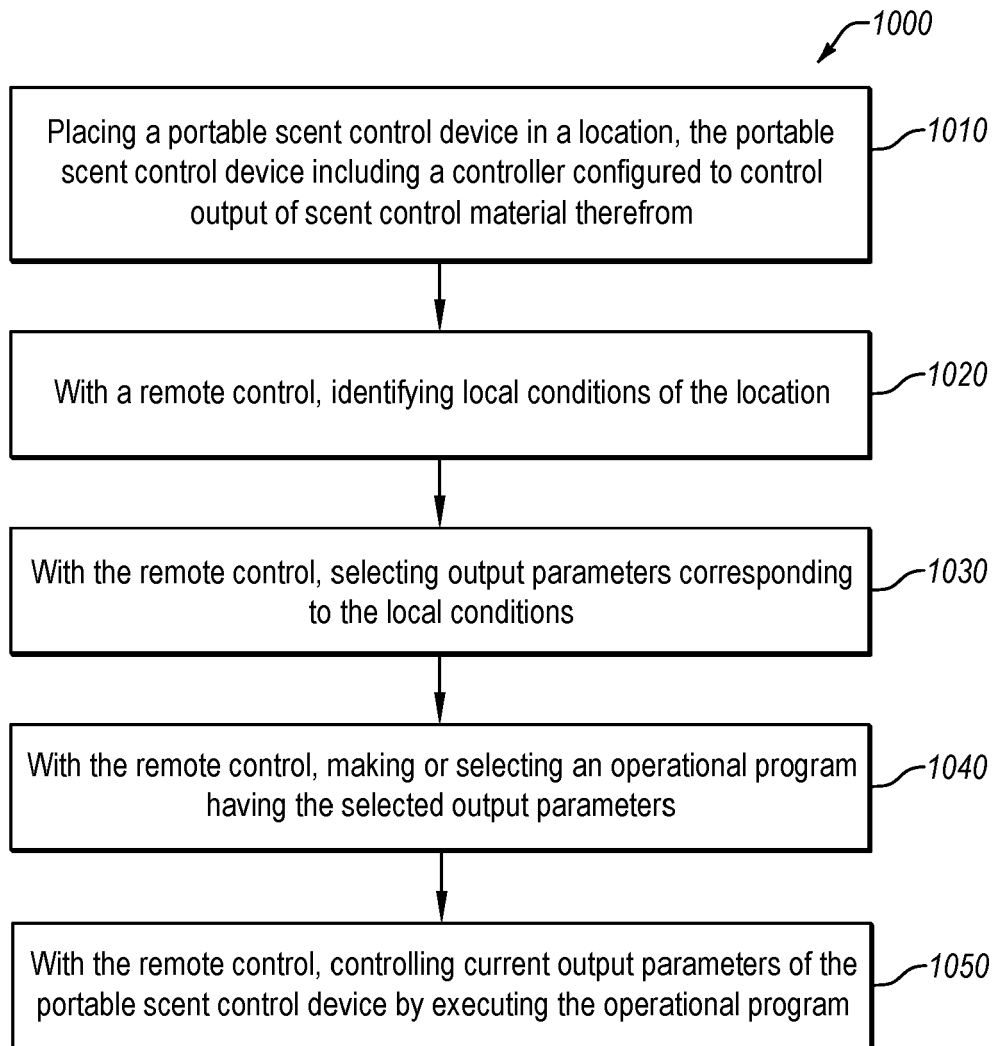 1000
Placing a portable scent control device in a location, the portable
scent control device including a controller configured to control
output of scent control material therefrom
1010
With a remote control, identifying local conditions of the location
1020
With the remote control, selecting output parameters corresponding
to the local conditions
1030
With the remote control, making or selecting an operational program
having the selected output parameters
1040
With the remote control, controlling current output parameters of the
portable scent control device by executing the operational program
1050